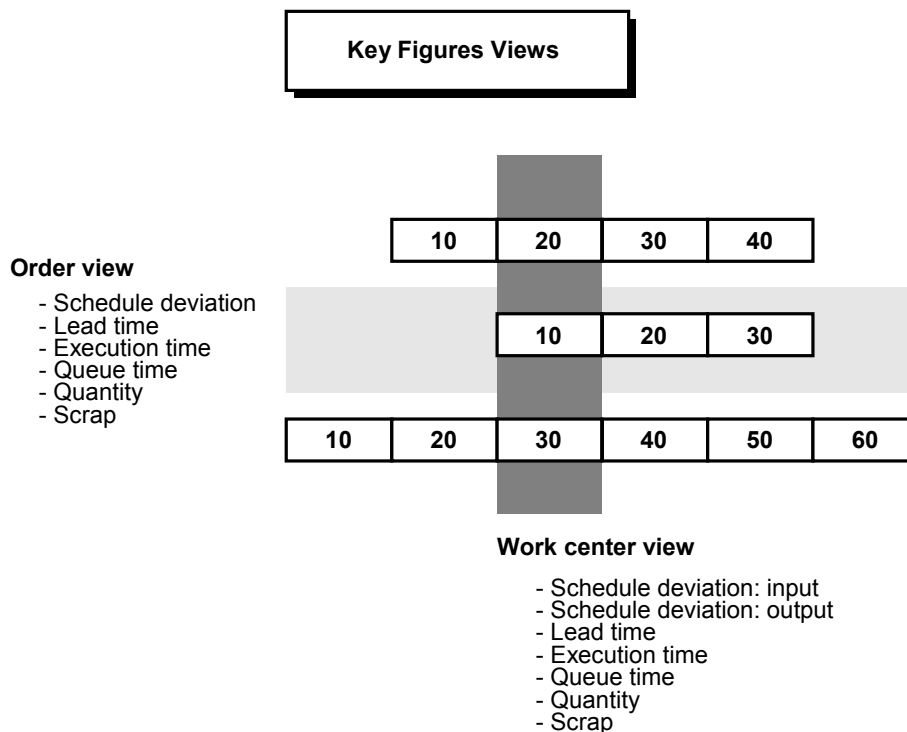 Key Figures Views
10 20 30 40
Order view
- Schedule deviation
- Lead time
- Execution time
- Queue time
- Quantity
- Scrap
10 20 30
10 20 30 40 50 60
Work center view
- Schedule deviation: input
- Schedule deviation: output
- Lead time
- Execution time
- Queue time
- Quantity
- Scrap